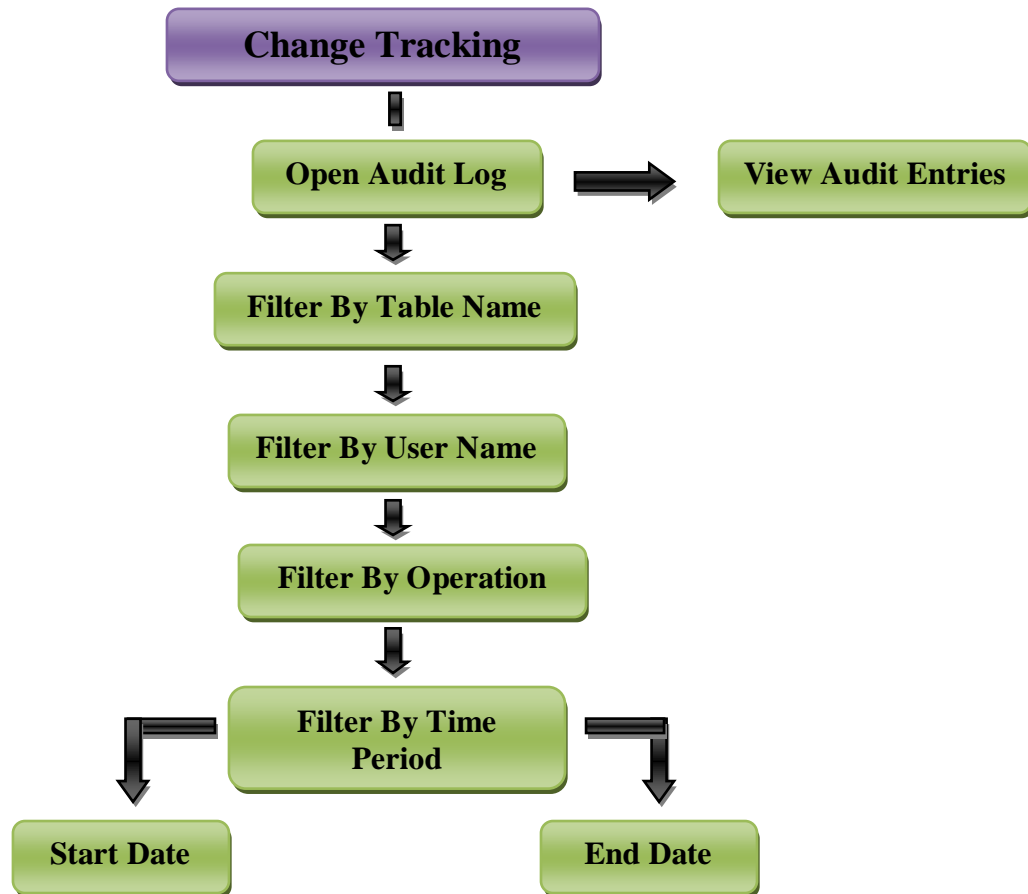 Change Tracking
Open Audit Log
View Audit Entries
Filter By Table Name
Filter By User Name
Filter By Operation
Filter By Time
Period
Start Date
End Date